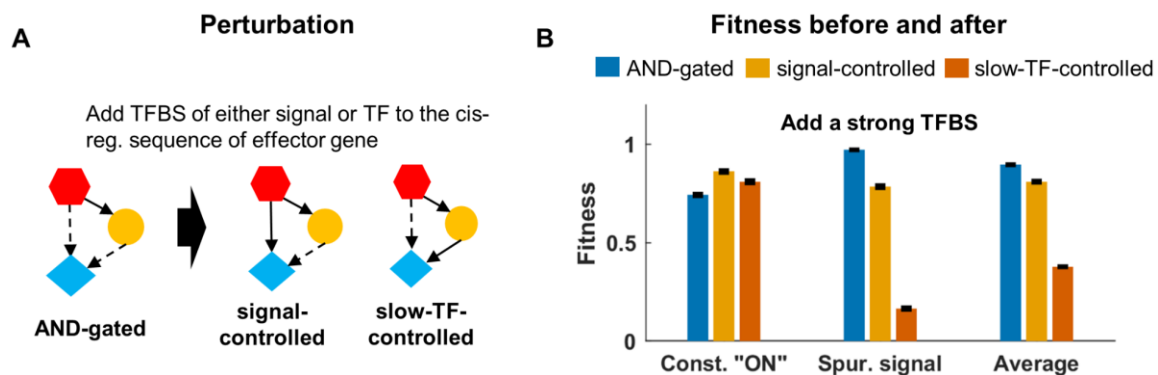 A
Perturbation
Add TFBS of either signal or TF to the cis-
reg. sequence of effector gene
AND-gated
signal-
controlled
slow-TF-
controlled
B
Fitness before and after
AND-gated signal-controlled slow-TF-controlled
Add a strong TFBS
Fitness
1
0.5
0
Const. "ON" Spur. signal Average